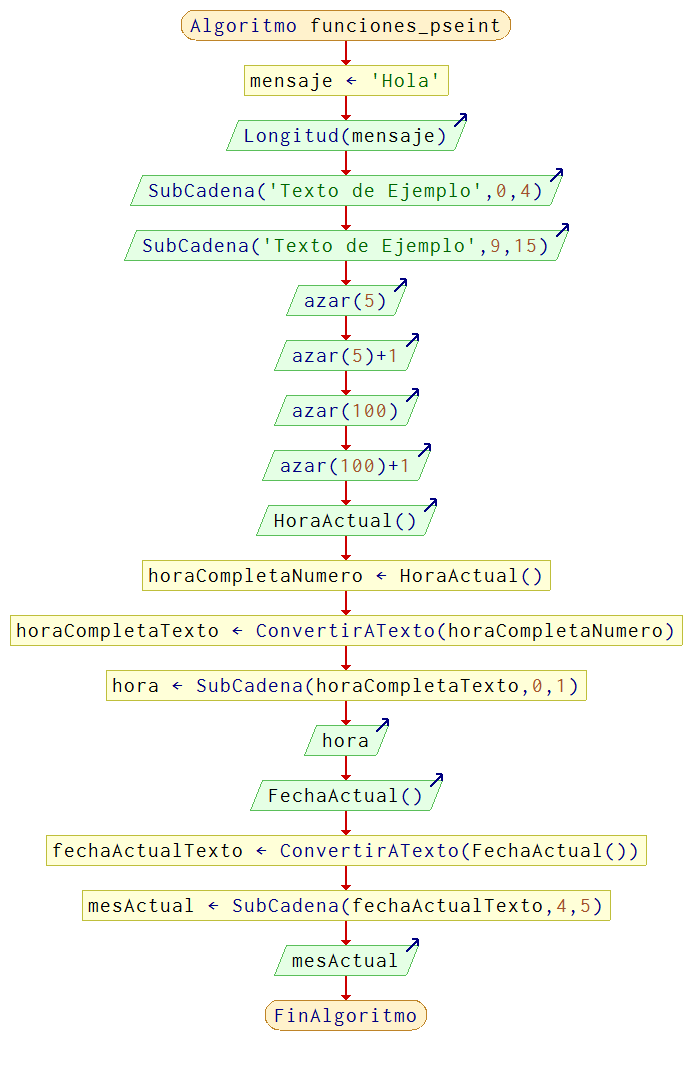 Algoritmo funciones_pseint
mensaje ← 'Hola'
Longitud(mensaje)
SubCadena('Texto de Ejemplo',0,4)
SubCadena('Texto de Ejemplo',9,15)
azar(5)
azar(5)+1
azar(100)
azar(100)+1
HoraActual()
horaCompletaNumero ← HoraActual()
horaCompletaTexto ← ConvertirATexto(horaCompletaNumero)
hora ← SubCadena(horaCompletaTexto,0,1)
hora
FechaActual()
fechaActualTexto ← ConvertirATexto(FechaActual())
mesActual ← SubCadena(fechaActualTexto,4,5)
mesActual
FinAlgoritmo